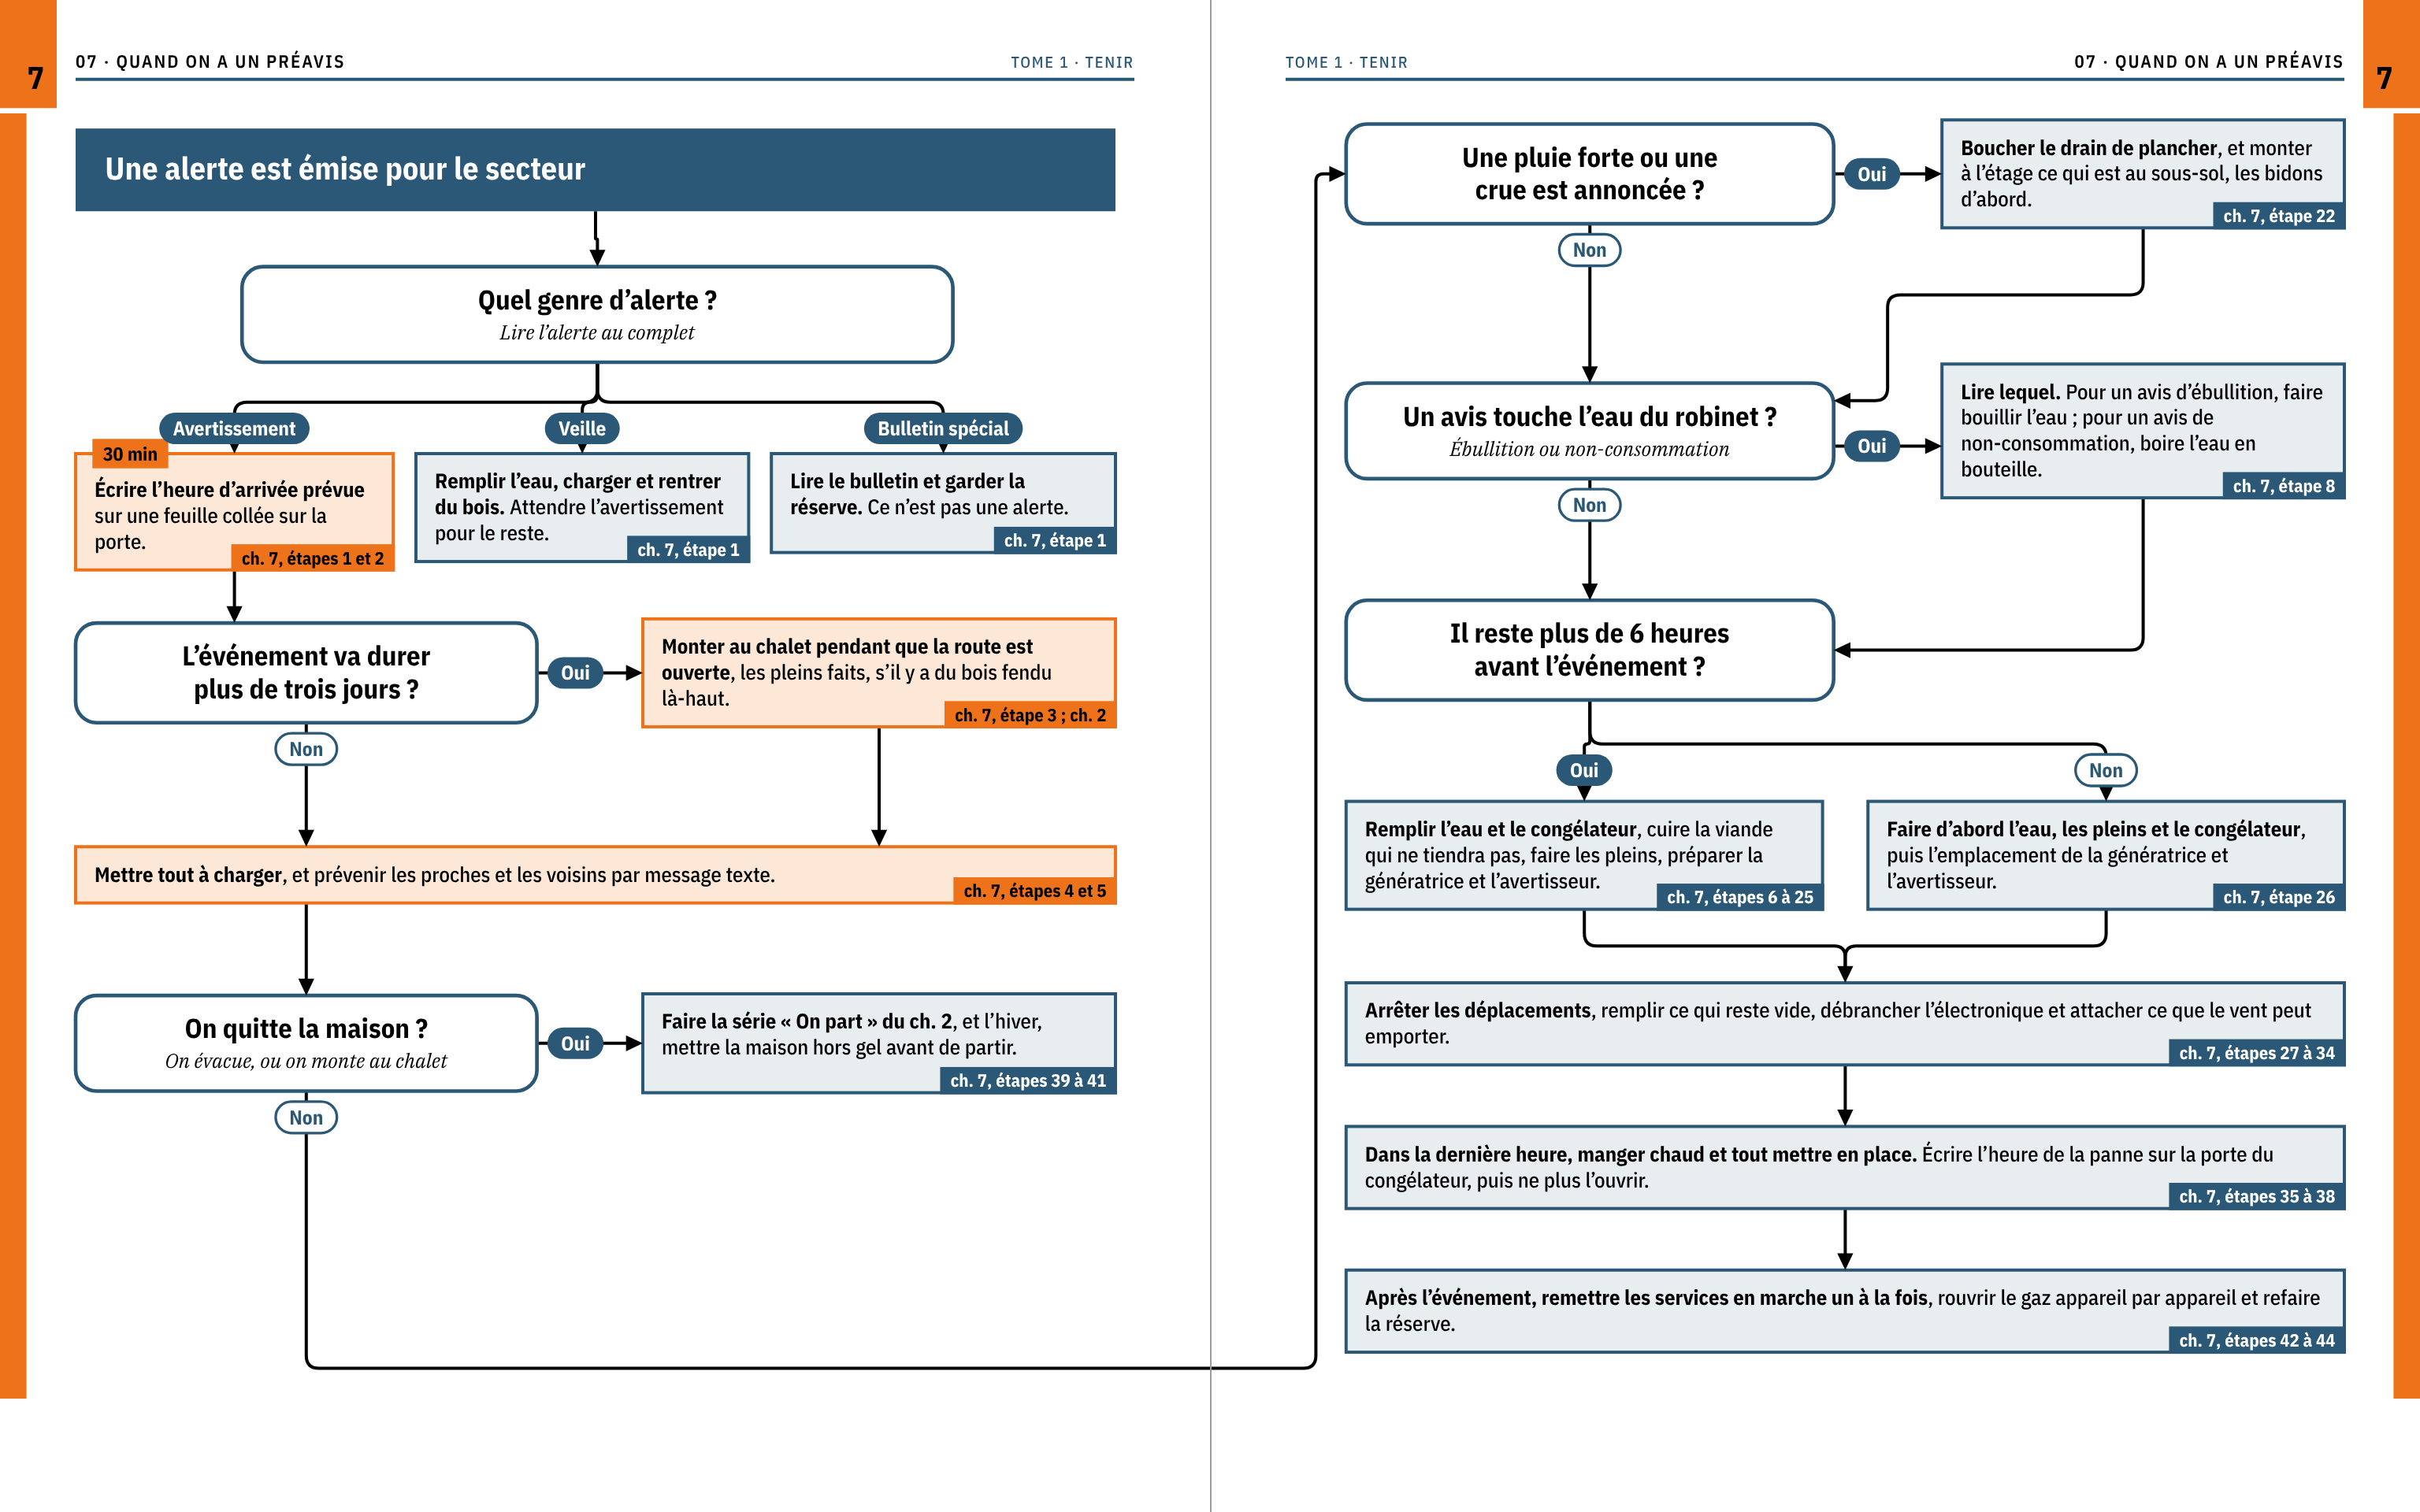 7
07 · QUAND ON A UN PRÉAVIS
TOME 1 · TENIR
Une alerte est émise pour le secteur
Quel genre d’alerte ?
Lire l’alerte au complet
Avertissement
Veille
Bulletin spécial
30 min
Écrire l’heure d’arrivée prévue
sur une feuille collée sur la
porte.
ch. 7, étapes 1 et 2
Remplir l’eau, charger et rentrer
du bois. Attendre l’avertissement
pour le reste.
ch. 7, étape 1
Lire le bulletin et garder la
réserve. Ce n’est pas une alerte.
ch. 7, étape 1
L’événement va durer
plus de trois jours ?
Oui
Monter au chalet pendant que la route est
ouverte, les pleins faits, s’il y a du bois fendu
là-haut.
ch. 7, étape 3 ; ch. 2
Non
Mettre tout à charger, et prévenir les proches et les voisins par message texte.
ch. 7, étapes 4 et 5
On quitte la maison ?
On évacue, ou on monte au chalet
Oui
Faire la série « On part » du ch. 2, et l’hiver,
mettre la maison hors gel avant de partir.
ch. 7, étapes 39 à 41
Non
TOME 1 · TENIR
07 · QUAND ON A UN PRÉAVIS
7
Une pluie forte ou une
crue est annoncée ?
Oui
Boucher le drain de plancher, et monter
à l’étage ce qui est au sous-sol, les bidons
d’abord.
ch. 7, étape 22
Non
Un avis touche l’eau du robinet ?
Ébullition ou non-consommation
Oui
Lire lequel. Pour un avis d’ébullition, faire
bouillir l’eau ; pour un avis de
non-consommation, boire l’eau en
bouteille.
ch. 7, étape 8
Non
Il reste plus de 6 heures
avant l’événement ?
Oui
Non
Remplir l’eau et le congélateur, cuire la viande
qui ne tiendra pas, faire les pleins, préparer la
génératrice et l’avertisseur.
ch. 7, étapes 6 à 25
Faire d’abord l’eau, les pleins et le congélateur,
puis l’emplacement de la génératrice et
l’avertisseur.
ch. 7, étape 26
Arrêter les déplacements, remplir ce qui reste vide, débrancher l’électronique et attacher ce que le vent peut
emporter.
ch. 7, étapes 27 à 34
Dans la dernière heure, manger chaud et tout mettre en place. Écrire l’heure de la panne sur la porte du
congélateur, puis ne plus l’ouvrir.
ch. 7, étapes 35 à 38
Après l’événement, remettre les services en marche un à la fois, rouvrir le gaz appareil par appareil et refaire
la réserve.
ch. 7, étapes 42 à 44